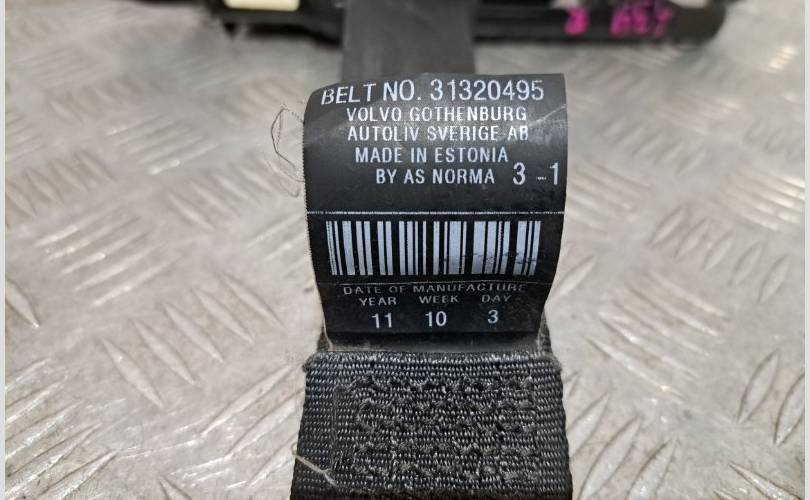 BELT NO. 31320495
VOLVO GOTHENBURG
AUTOLIV SVERIGE AB
MADE IN ESTONIA
BY AS NORMA 3-1
DATE OF MANUFACTURE
YEAR WEEK DAY
11 10 3